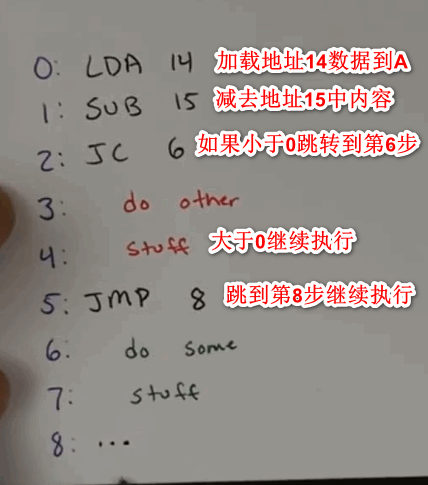 0: LDA 14 加载地址14数据到A
1: SUB 15 减去地址15中内容
2: JC 6 如果小于0跳转到第6步
3: do other
4: stuff 大于0继续执行
5: JMP 8 跳到第8步继续执行
6: do some
7: stuff
8: ...